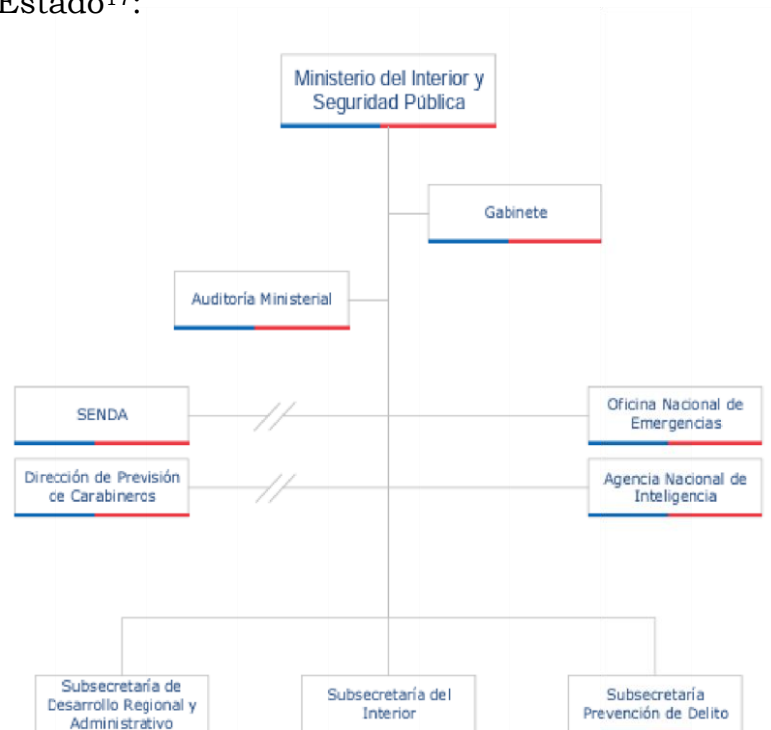 Estado¹⁷:
Ministerio del Interior y
Seguridad Pública
Gabinete
Auditoría Ministerial
SENDA
Oficina Nacional de
Emergencias
Dirección de Previsión
de Carabineros
Agencia Nacional de
Inteligencia
Subsecretaría de
Desarrollo Regional y
Administrativo
Subsecretaría del
Interior
Subsecretaría
Prevención de Delito